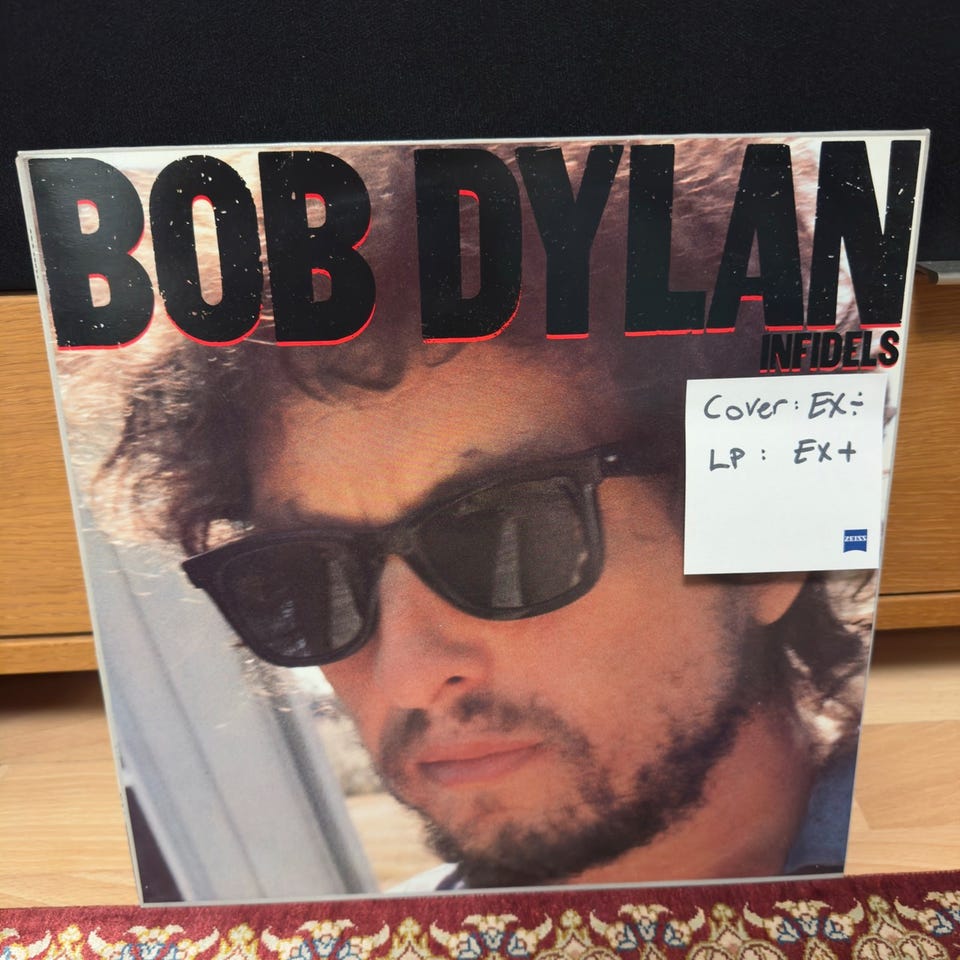 BOB DYLAN
INFIDELS
Cover: EX÷
LP: EX+
ZEISS